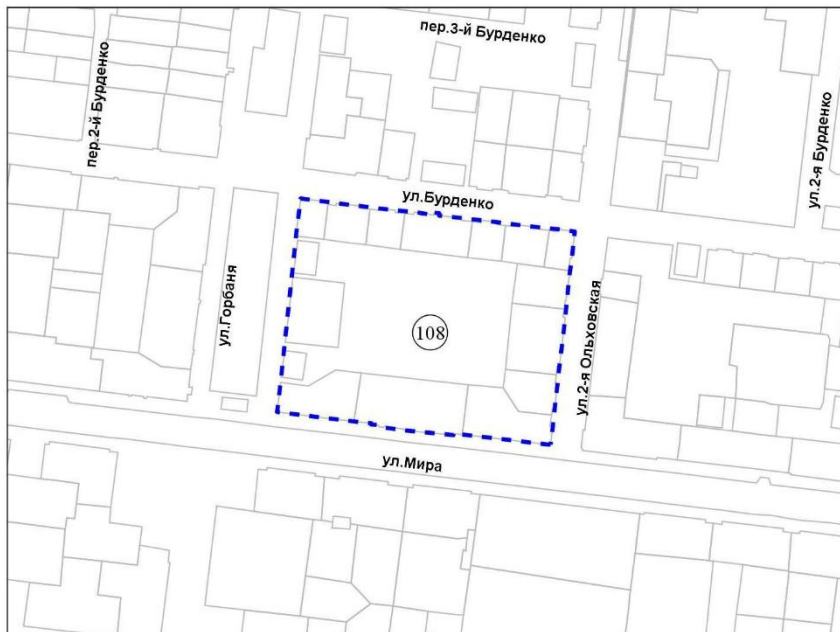 пер.3-й Бурденко
пер.2-й Бурденко
ул.2-я Бурденко
ул.Бурденко
ул.Горбаня
108
ул.2-я Ольховская
ул.Мира